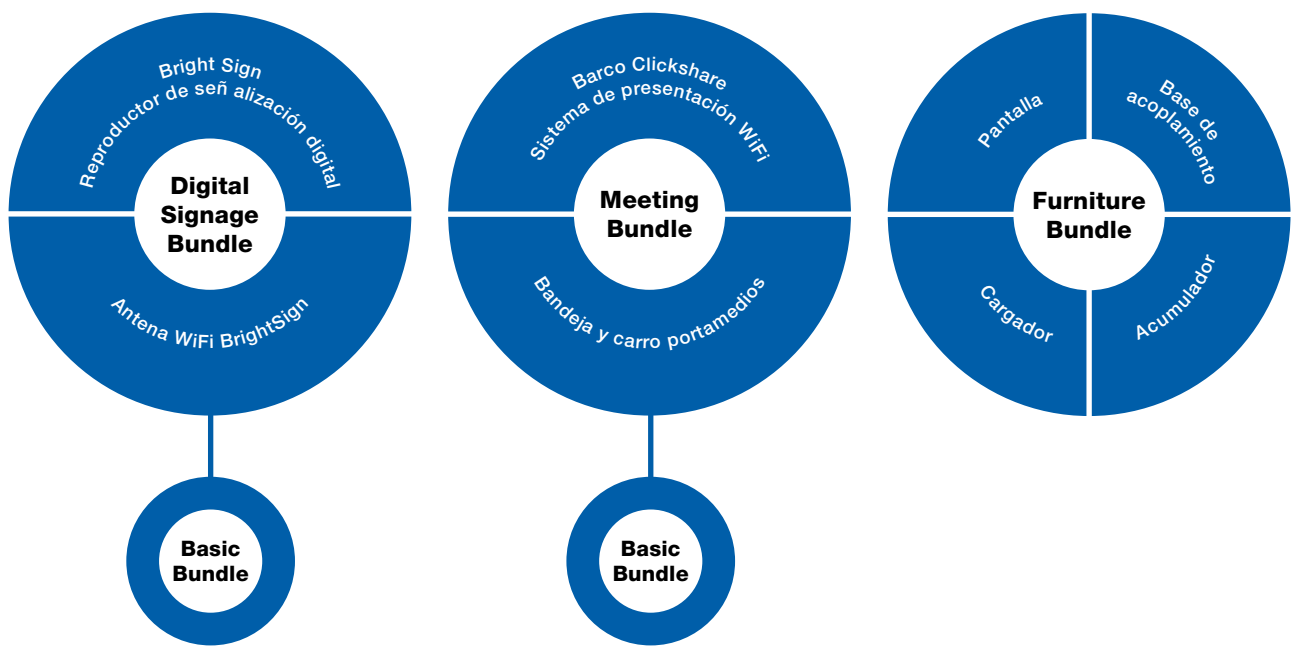 Bright Sign
Reproductor de señ alización digital
Digital
Signage
Bundle
Antena WiFi BrightSign
Basic
Bundle
Barco Clickshare
Sistema de presentación WiFi
Meeting
Bundle
Bandeja y carro portamedios
Basic
Bundle
Pantalla
Base de
acoplamiento
Furniture
Bundle
Cargador
Acumulador